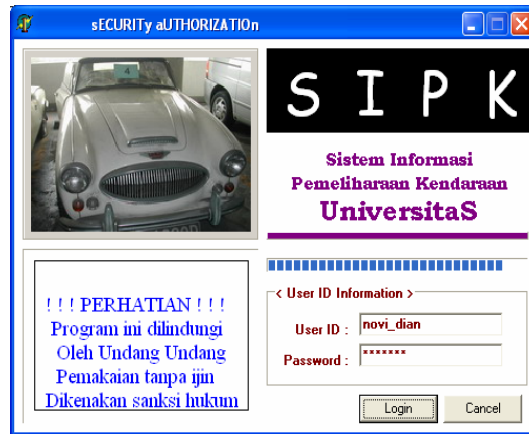 sECURITy aUTHORIZATIOn
4
S I P K
Sistem Informasi
Pemeliharaan Kendaraan
UniversitaS
! ! ! PERHATIAN ! ! !
Program ini dilindungi
Oleh Undang Undang
Pemakaian tanpa ijin
Dikenakan sanksi hukum
< User ID Information >
User ID : novi_dian
Password : *******
Login Cancel